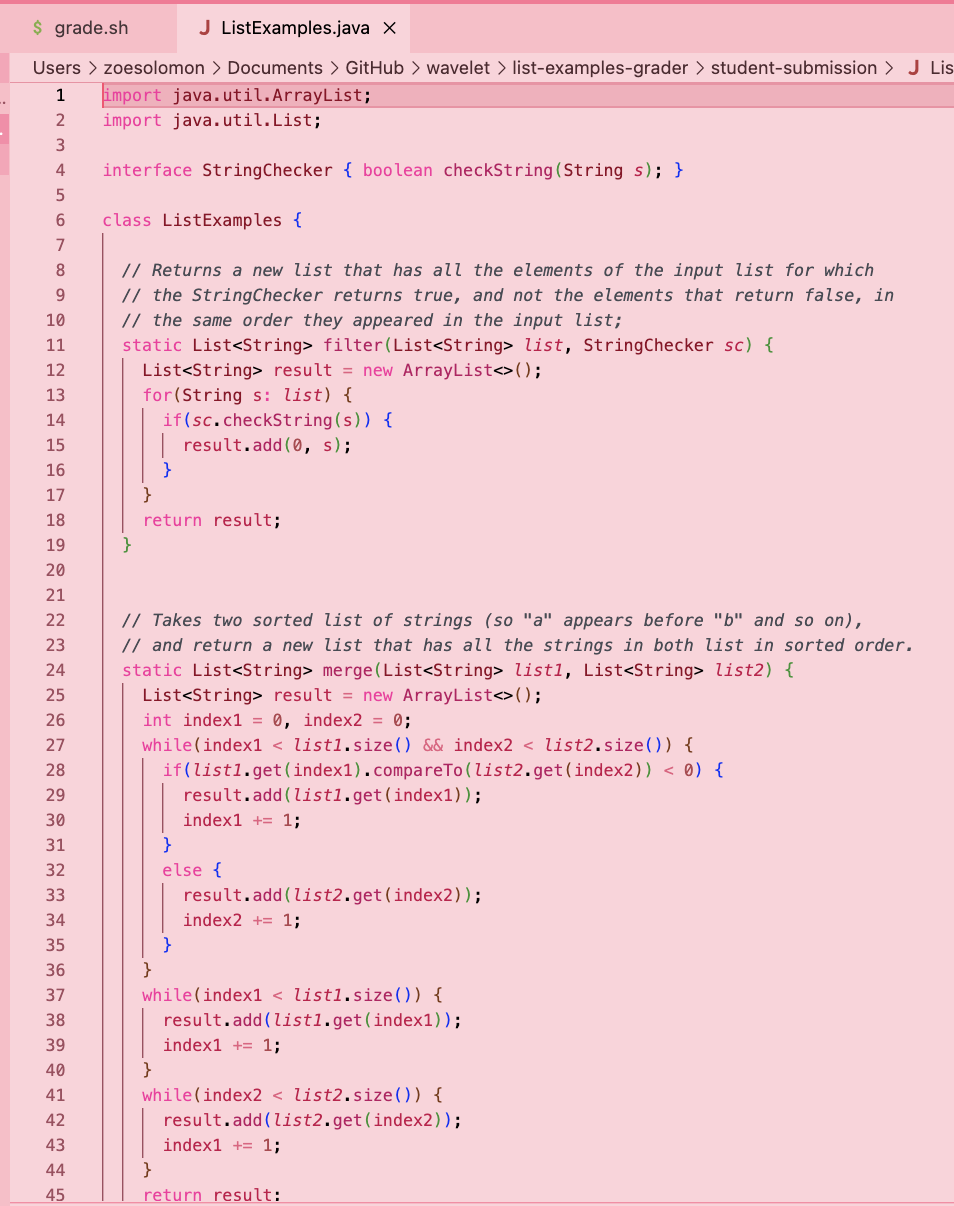 $ grade.sh J ListExamples.java ×
Users > zoesolomon > Documents > GitHub > wavelet > list-examples-grader > student-submission > J Lis
1 import java.util.ArrayList;
2 import java.util.List;
3
4 interface StringChecker { boolean checkString(String s); }
5
6 class ListExamples {
7
8 // Returns a new list that has all the elements of the input list for which
9 // the StringChecker returns true, and not the elements that return false, in
10 // the same order they appeared in the input list;
11 static List<String> filter(List<String> list, StringChecker sc) {
12 List<String> result = new ArrayList<>();
13 for(String s: list) {
14 if(sc.checkString(s)) {
15 result.add(0, s);
16 }
17 }
18 return result;
19 }
20
21
22 // Takes two sorted list of strings (so "a" appears before "b" and so on),
23 // and return a new list that has all the strings in both list in sorted order.
24 static List<String> merge(List<String> list1, List<String> list2) {
25 List<String> result = new ArrayList<>();
26 int index1 = 0, index2 = 0;
27 while(index1 < list1.size() && index2 < list2.size()) {
28 if(list1.get(index1).compareTo(list2.get(index2)) < 0) {
29 result.add(list1.get(index1));
30 index1 += 1;
31 }
32 else {
33 result.add(list2.get(index2));
34 index2 += 1;
35 }
36 }
37 while(index1 < list1.size()) {
38 result.add(list1.get(index1));
39 index1 += 1;
40 }
41 while(index2 < list2.size()) {
42 result.add(list2.get(index2));
43 index1 += 1;
44 }
45 return result;